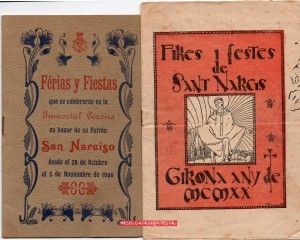 Férias y Fiestas
que se celebrarán en la
Inmortal Gerona
en honor de su Patrón
San Narciso
desde el 28 de Octubre
al 5 de Noviembre de 1906
FIRES I FESTES
de
SANT NARCÍS
GIRONA ANY de
MCMXX